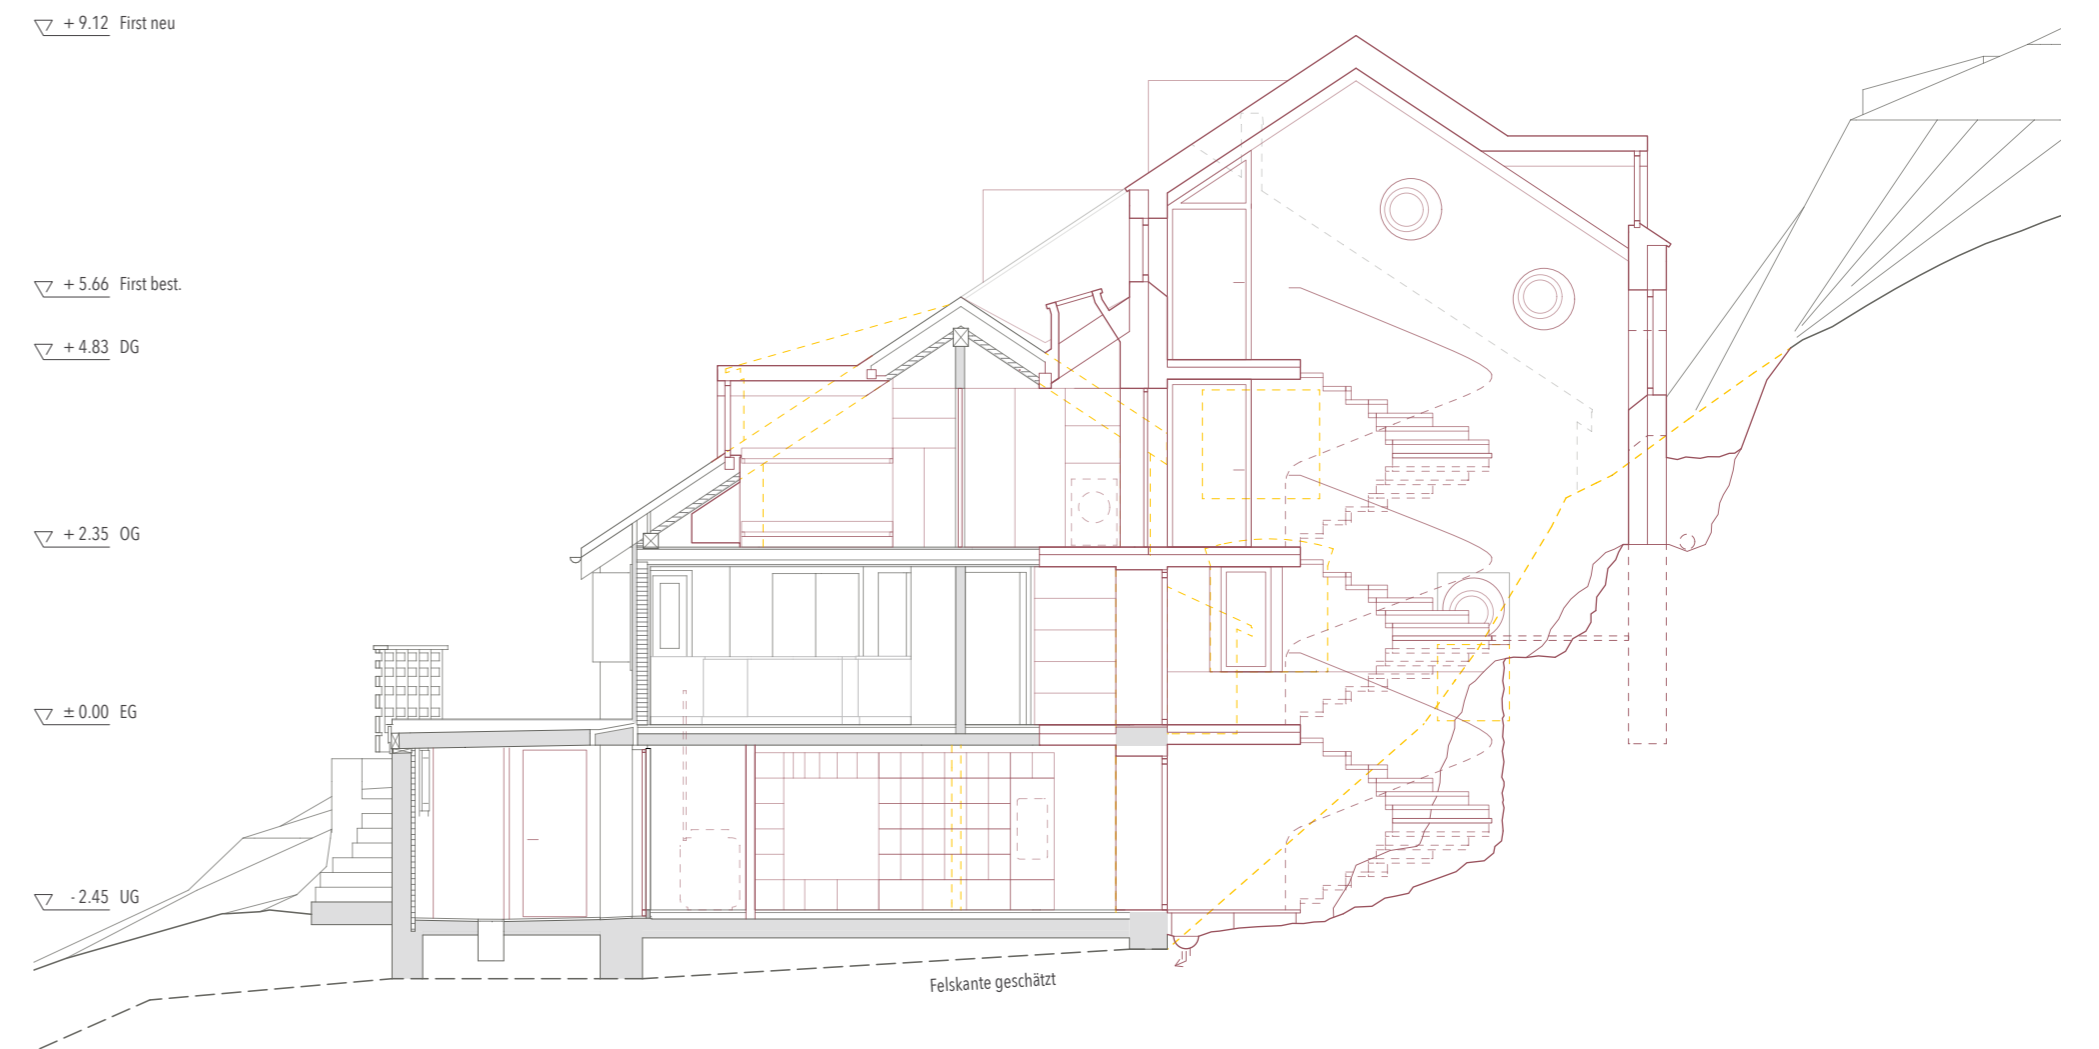 + 9.12 First neu
+ 5.66 First best.
+ 4.83 DG
+ 2.35 OG
± 0.00 EG
- 2.45 UG
Felskante geschätzt